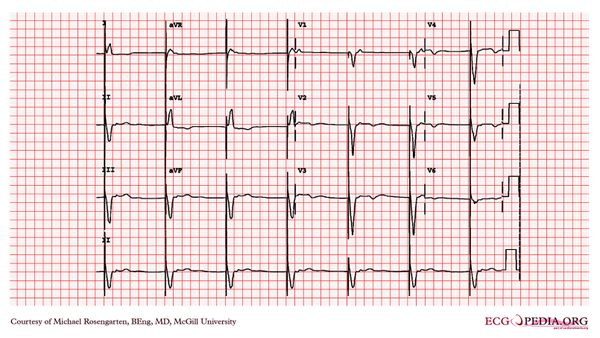 I aVR V1 V4
II aVL V2 V5
III aVF V3 V6
II
Courtesy of Michael Rosengarten, BEng, MD, McGill University
ECGPEDIA.ORG